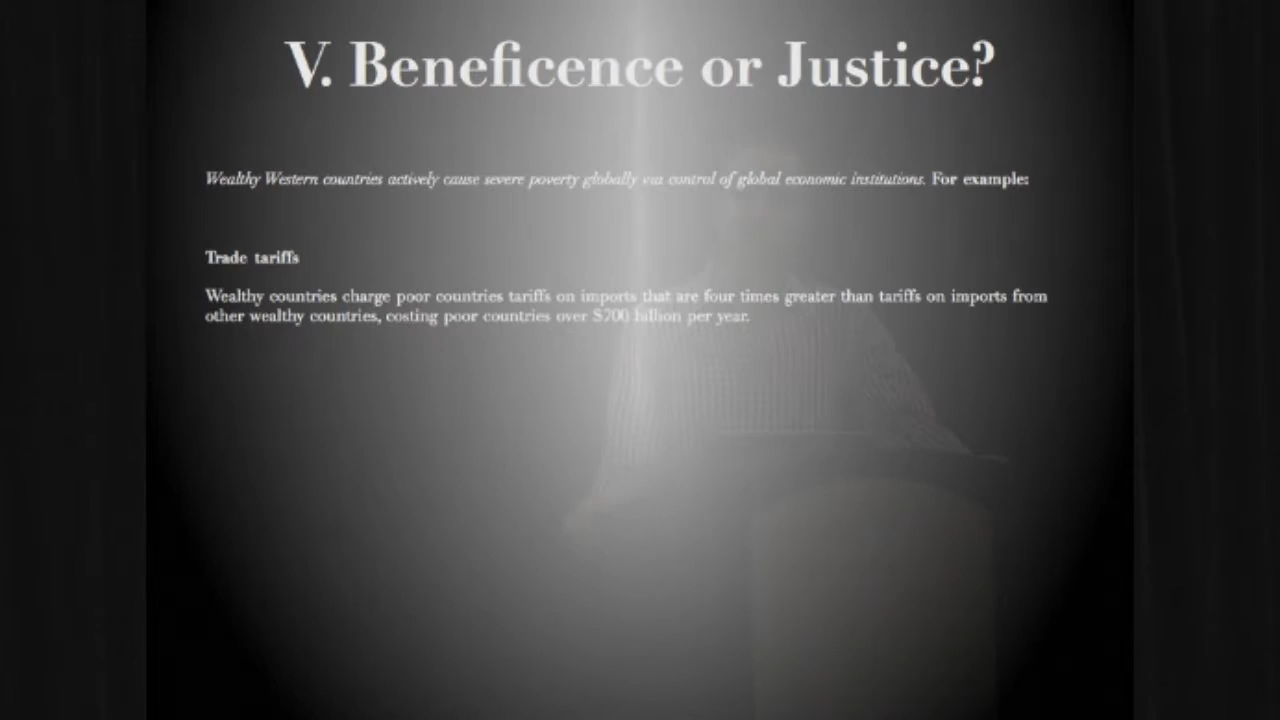 V. Beneficence or Justice?
Wealthy Western countries actively cause severe poverty globally via control of global economic institutions. For example:
Trade tariffs
Wealthy countries charge poor countries tariffs on imports that are four times greater than tariffs on imports from
other wealthy countries, costing poor countries over $700 billion per year.